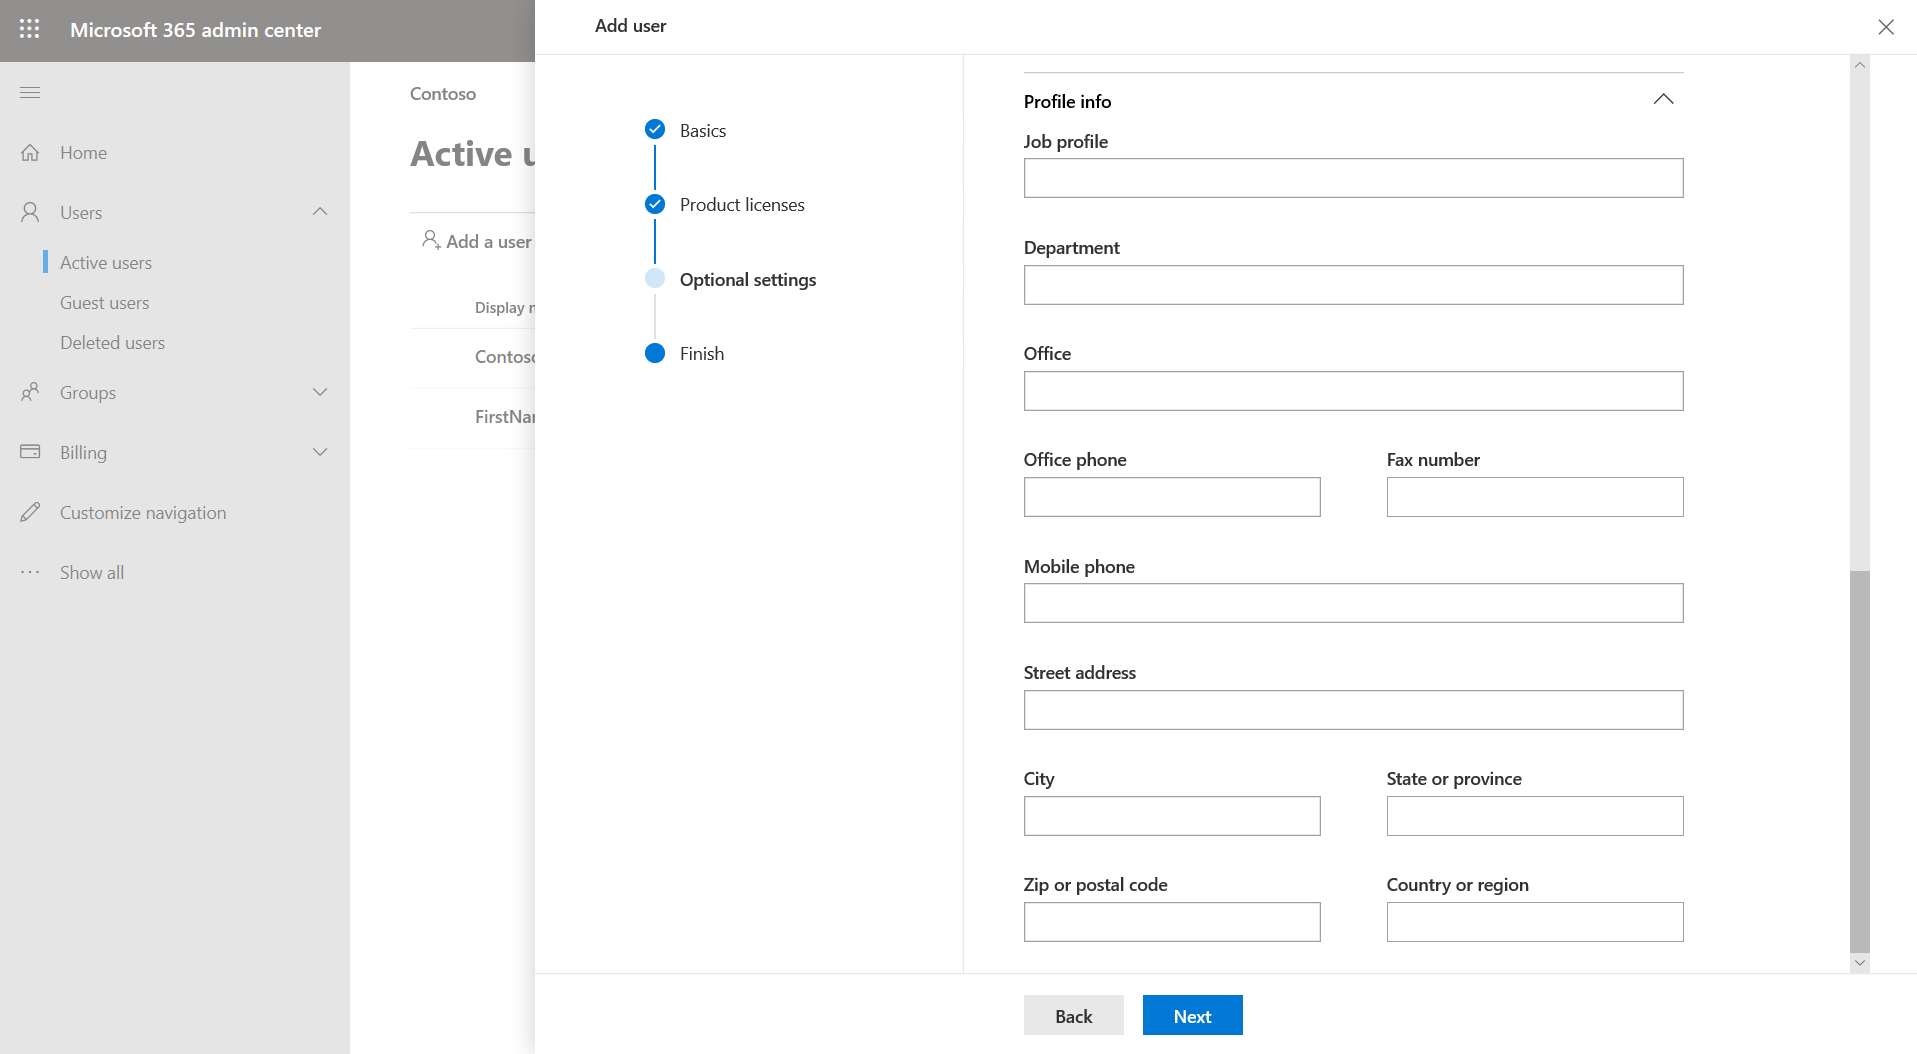 Microsoft 365 admin center
Add user
Home
Users
Active users
Guest users
Deleted users
Groups
Billing
Customize navigation
Show all
Contoso
Active u
Add a user
Display n
Contoso
FirstNar
Basics
Product licenses
Optional settings
Finish
Profile info
Job profile
Department
Office
Office phone Fax number
Mobile phone
Street address
City State or province
Zip or postal code Country or region
Back Next